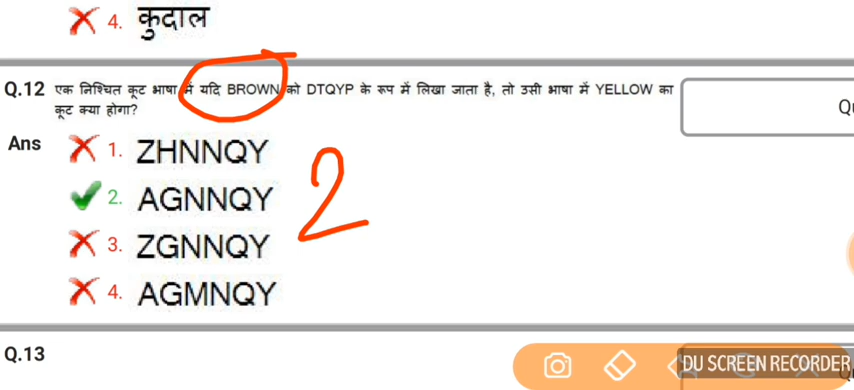 4. कुदाल
Q.12 एक निश्चित कूट भाषा में यदि BROWN को DTQYP के रूप में लिखा जाता है, तो उसी भाषा में YELLOW का
कूट क्या होगा?
Ans
1. ZHNNQY
2. AGNNQY
3. ZGNNQY
4. AGMNQY
2
Q.13
DU SCREEN RECORDER